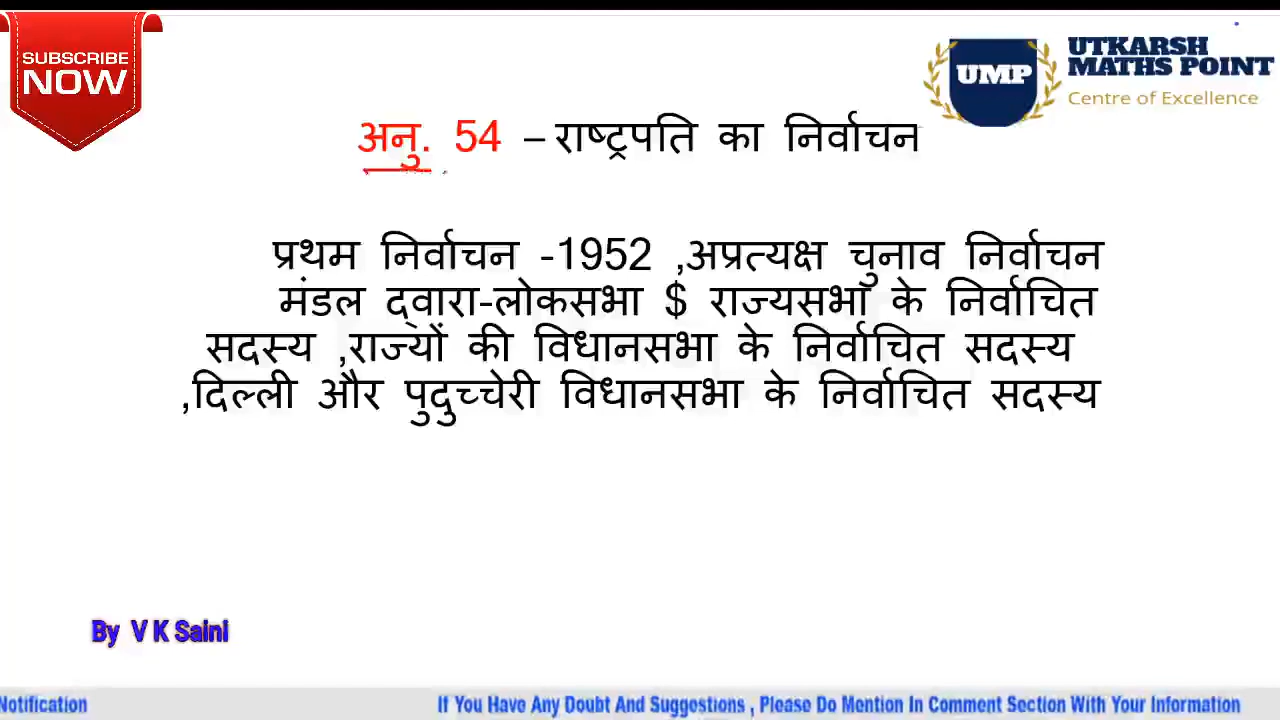 SUBSCRIBE
NOW
UMP
UTKARSH
MATHS POINT
Centre of Excellence
अनु. 54 – राष्ट्रपति का निर्वाचन
प्रथम निर्वाचन -1952 ,अप्रत्यक्ष चुनाव निर्वाचन
मंडल द्वारा-लोकसभा $ राज्यसभा के निर्वाचित
सदस्य ,राज्यों की विधानसभा के निर्वाचित सदस्य
,दिल्ली और पुदुच्चेरी विधानसभा के निर्वाचित सदस्य
By V K Saini
Notification If You Have Any Doubt And Suggestions , Please Do Mention In Comment Section With Your Information